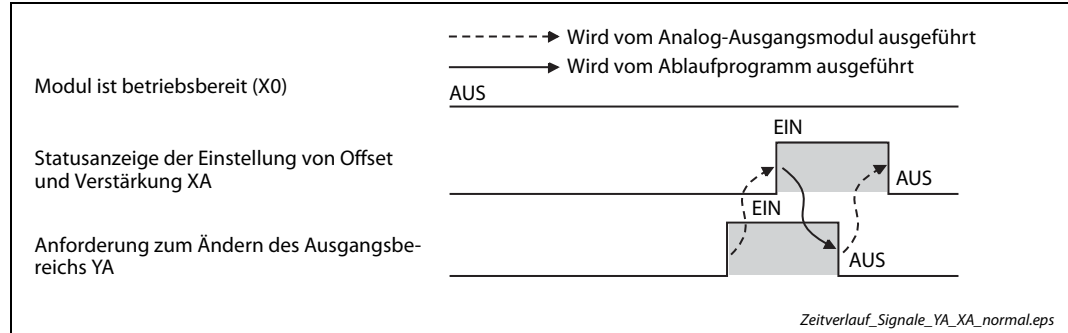 Wird vom Analog-Ausgangsmodul ausgeführt
Wird vom Ablaufprogramm ausgeführt
Modul ist betriebsbereit (X0)
AUS
EIN
Statusanzeige der Einstellung von Offset
und Verstärkung XA
AUS
EIN
Anforderung zum Ändern des Ausgangsbe-
reichs YA
AUS
Zeitverlauf_Signale_YA_XA_normal.eps